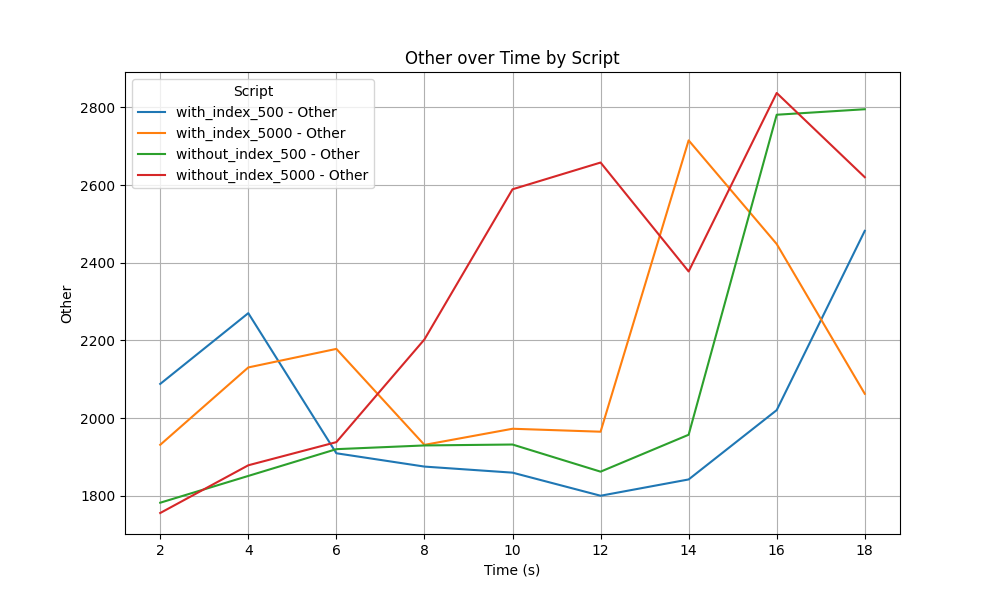 Other over Time by Script
Script
with_index_500 - Other
with_index_5000 - Other
without_index_500 - Other
without_index_5000 - Other
2800
2600
2400
2200
2000
1800
Other
2 4 6 8 10 12 14 16 18
Time (s)